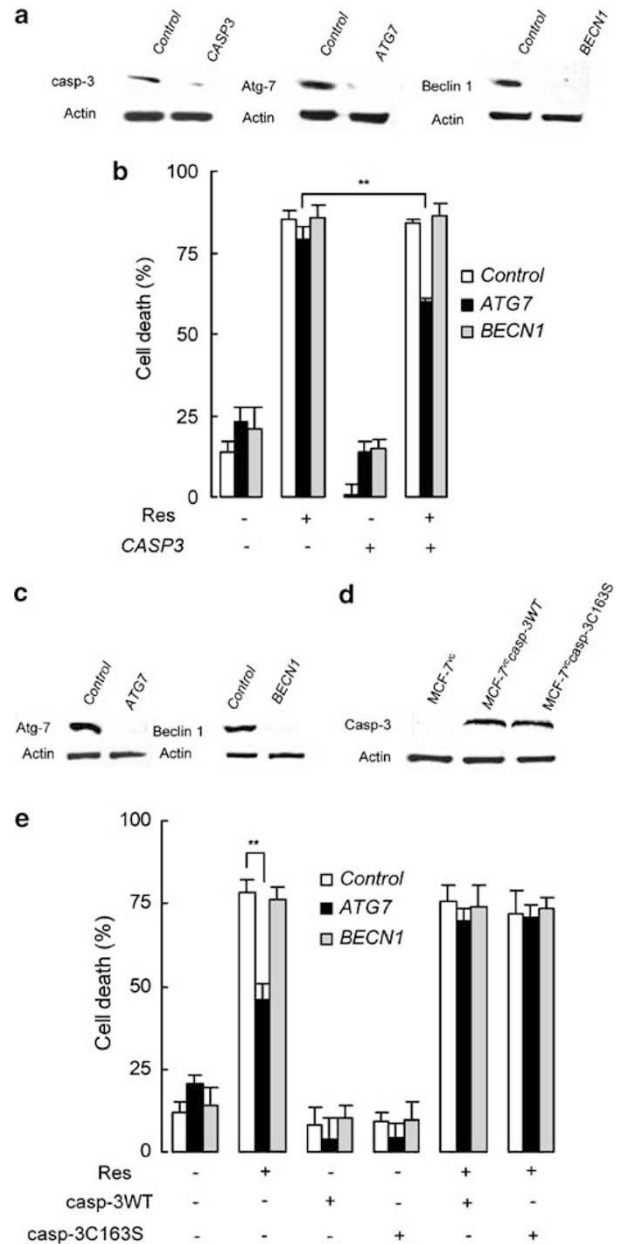 a
Control CASP3 Control ATG7 Control BECN1
casp-3 Atg-7 Beclin 1
Actin Actin Actin
b
100
75
50
25
0
Cell death (%)
**
Control
ATG7
BECN1
Res - + - +
CASP3 - - + +
c
Control ATG7 Control BECN1
Atg-7 Beclin 1
Actin Actin
d
MCF-7vc MCF-7vccasp-3WT MCF-7vccasp-3C163S
Casp-3
Actin
e
100
75
50
25
0
Cell death (%)
**
Control
ATG7
BECN1
Res - + - - + +
casp-3WT - - + - + -
casp-3C163S - - - + - +